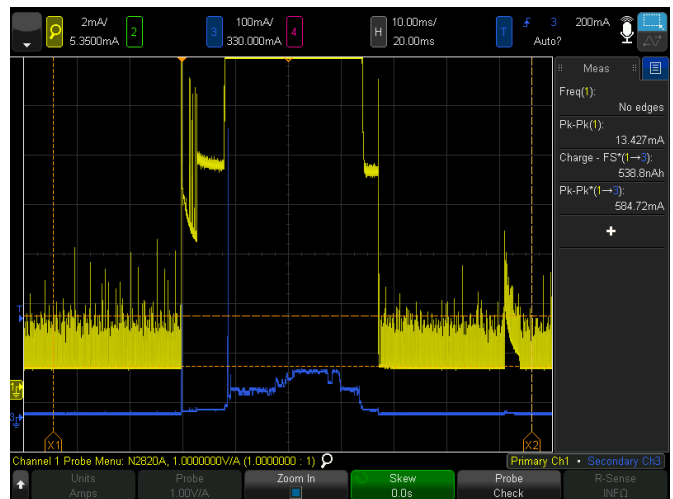 2mA/
5.3500mA
2
3
100mA/
330.000mA
4
H
10.00ms/
20.00ms
T
3
200mA
Auto?
Meas
Freq(1):
No edges
Pk-Pk(1):
13.427mA
Charge - FS*(1→3):
538.8nAh
Pk-Pk*(1→3):
584.72mA
+
T
1
3
X1
X2
Channel 1 Probe Menu: N2820A, 1.0000000V/A (1.0000000 : 1)
Primary Ch1 • Secondary Ch3
Units
Amps
Probe
1.00V/A
Zoom In
Skew
0.0s
Probe
Check
R-Sense
INFO